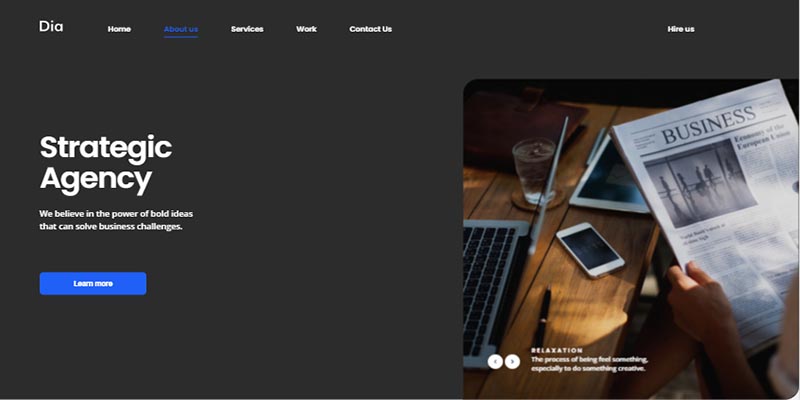 Dia
Home
About us
Services
Work
Contact Us
Hire us
Strategic
Agency
We believe in the power of bold ideas
that can solve business challenges.
Learn more
BUSINESS
Economy of the
European Union
RELAXATION
The process of being feel something,
especially to do something creative.